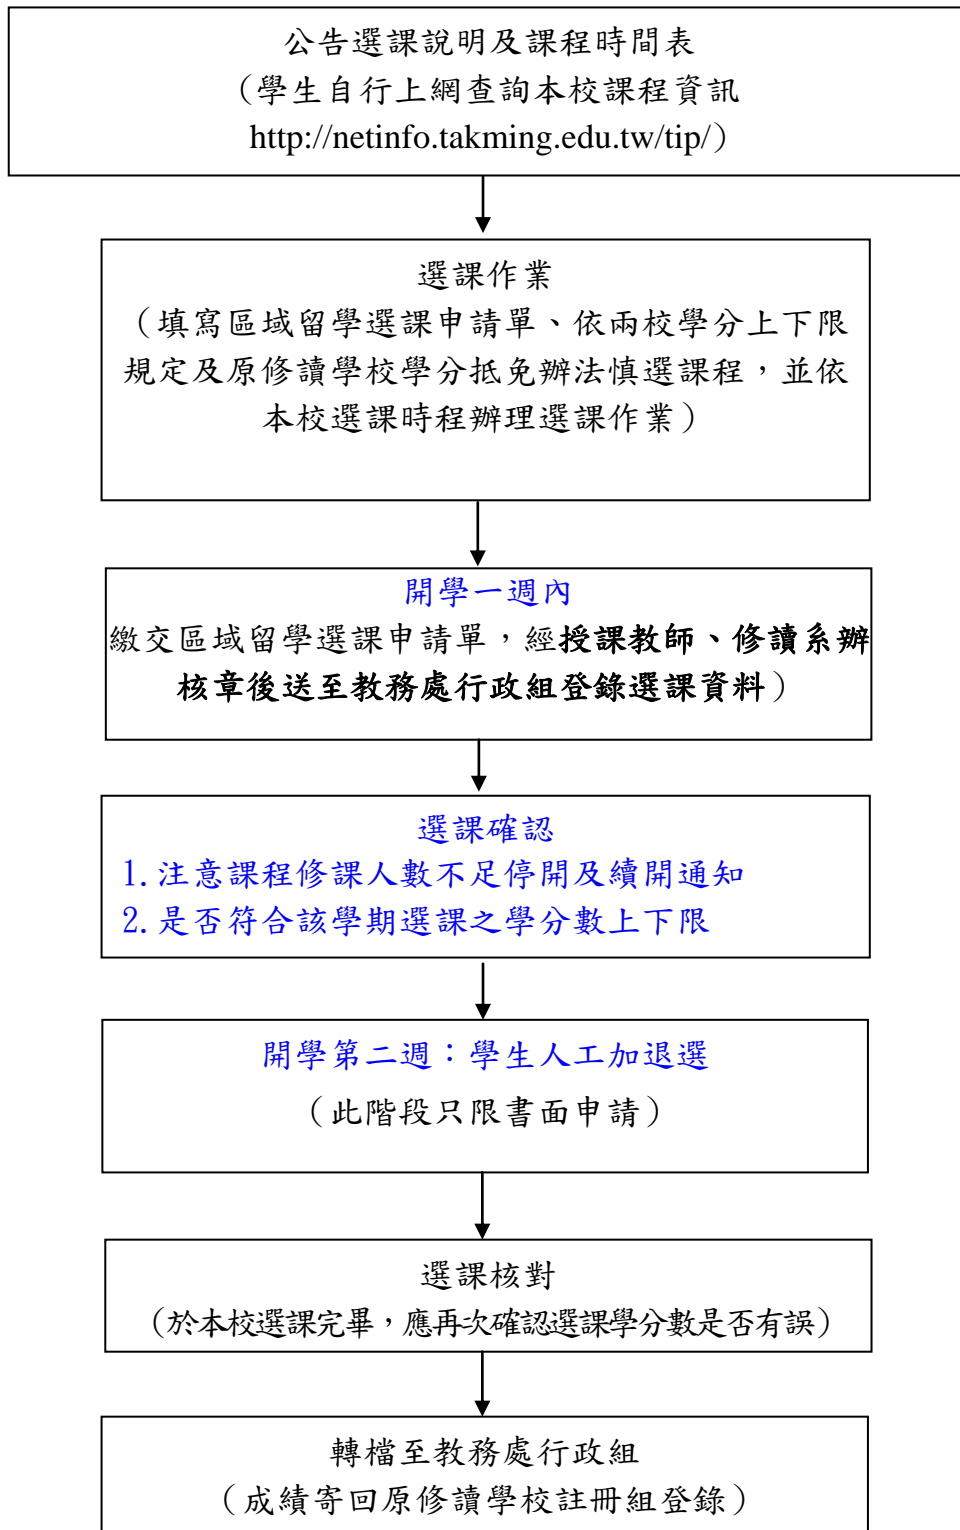 公告選課說明及課程時間表
（學生自行上網查詢本校課程資訊
http://netinfo.takming.edu.tw/tip/）
選課作業
（填寫區域留學選課申請單、依兩校學分上下限
規定及原修讀學校學分抵免辦法慎選課程，並依
本校選課時程辦理選課作業）
開學一週內
繳交區域留學選課申請單，經授課教師、修讀系辦
核章後送至教務處行政組登錄選課資料）
選課確認
1.注意課程修課人數不足停開及續開通知
2.是否符合該學期選課之學分數上下限
開學第二週：學生人工加退選
（此階段只限書面申請）
選課核對
（於本校選課完畢，應再次確認選課學分數是否有誤）
轉檔至教務處行政組
（成績寄回原修讀學校註冊組登錄）